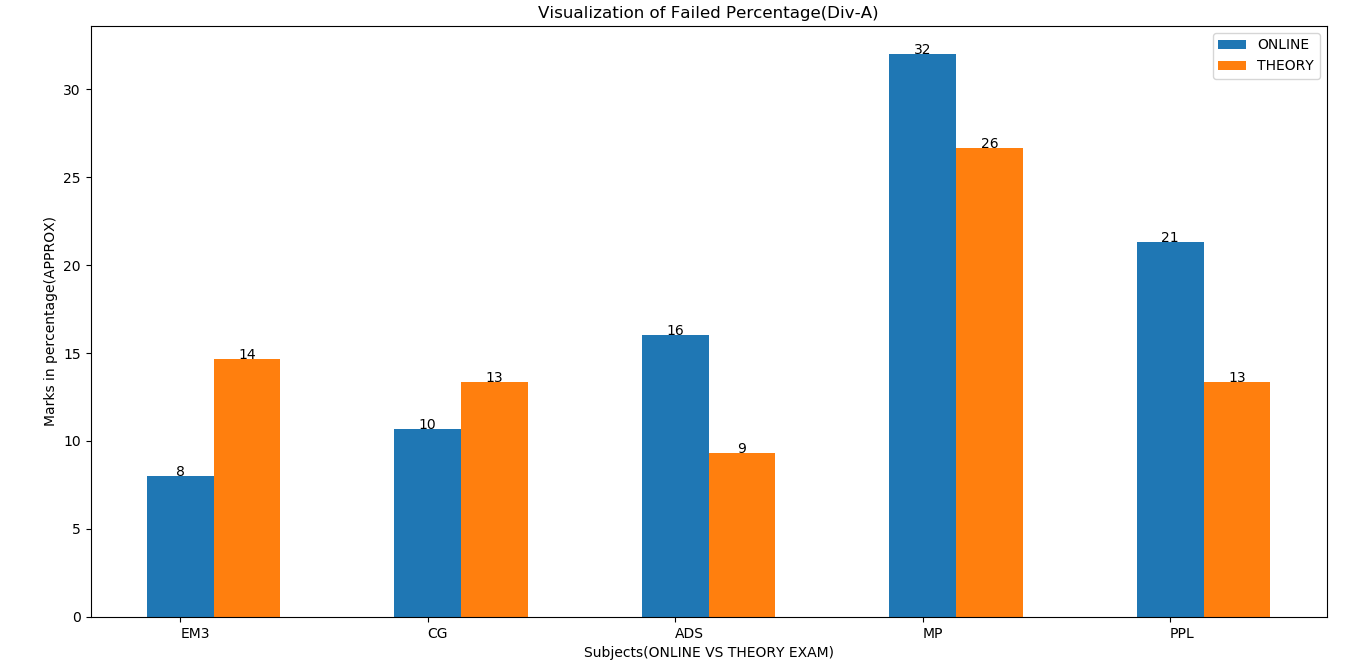 Visualization of Failed Percentage(Div-A)
ONLINE
THEORY
Marks in percentage(APPROX)
30
25
20
15
10
5
0
8
14
10
13
16
9
32
26
21
13
EM3
CG
ADS
MP
PPL
Subjects(ONLINE VS THEORY EXAM)